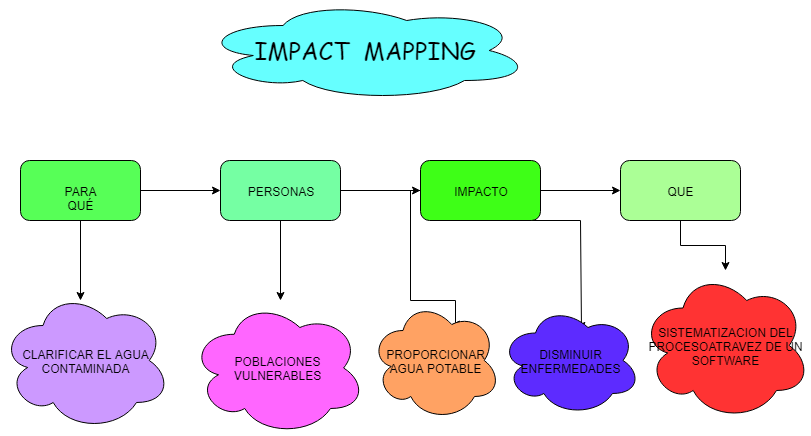 IMPACT MAPPING
PARA
QUÉ
PERSONAS
IMPACTO
QUE
CLARIFICAR EL AGUA
CONTAMINADA
POBLACIONES
VULNERABLES
PROPORCIONAR
AGUA POTABLE
DISMINUIR
ENFERMEDADES
SISTEMATIZACION DEL
PROCESOATRAVEZ DE UN
SOFTWARE